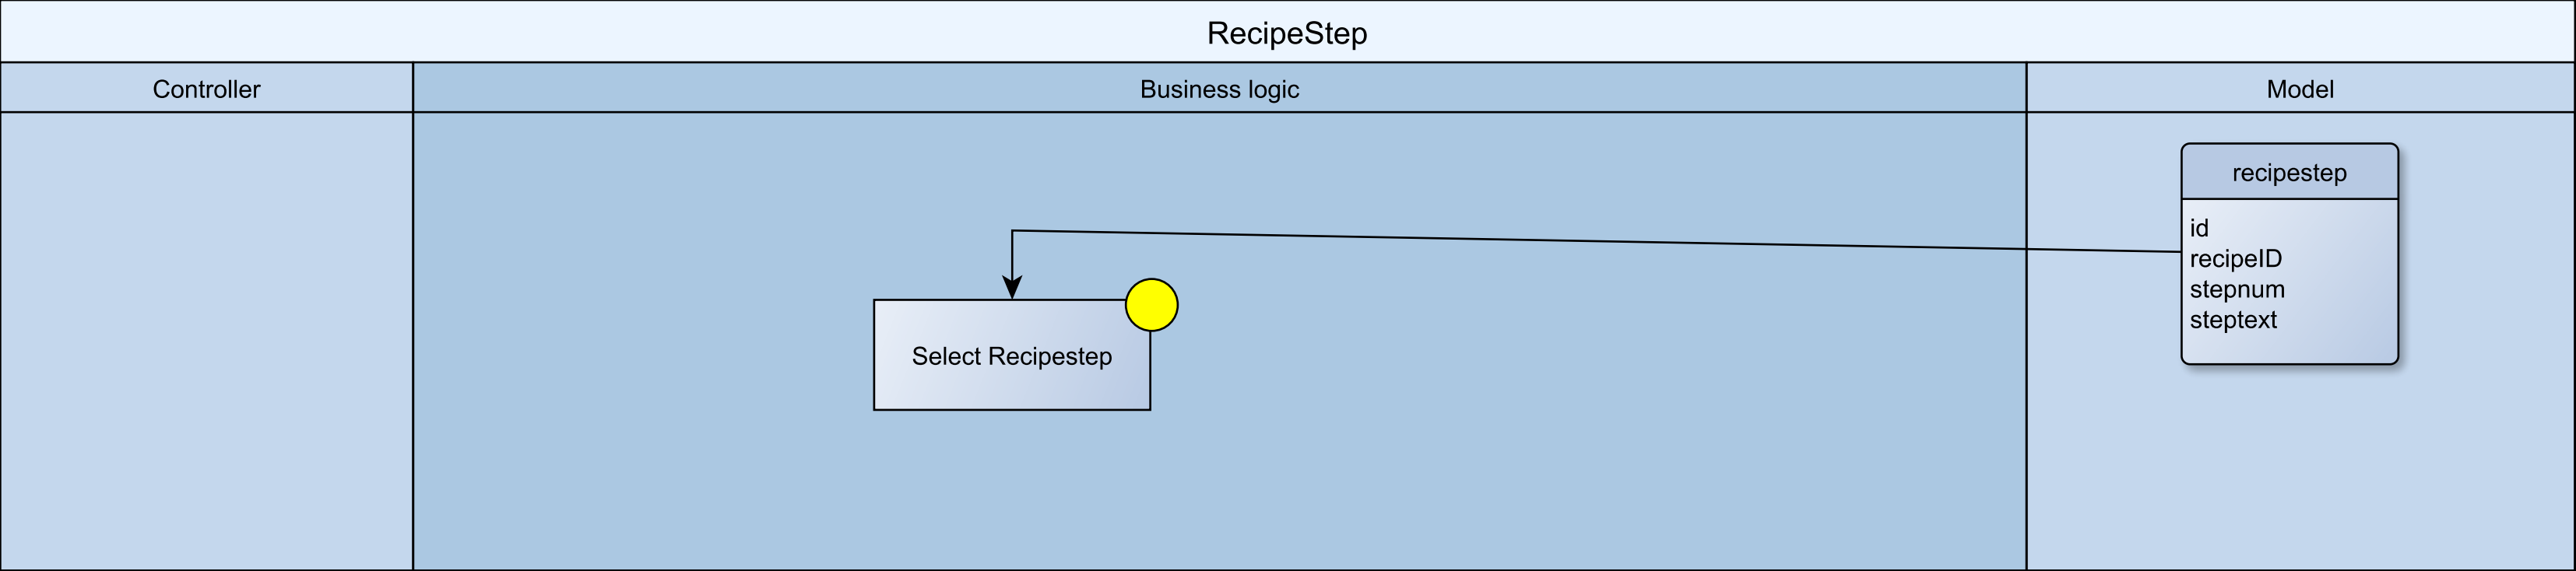 RecipeStep
Controller
Business logic
Model
recipestep
id
recipeID
stepnum
steptext
Select Recipestep